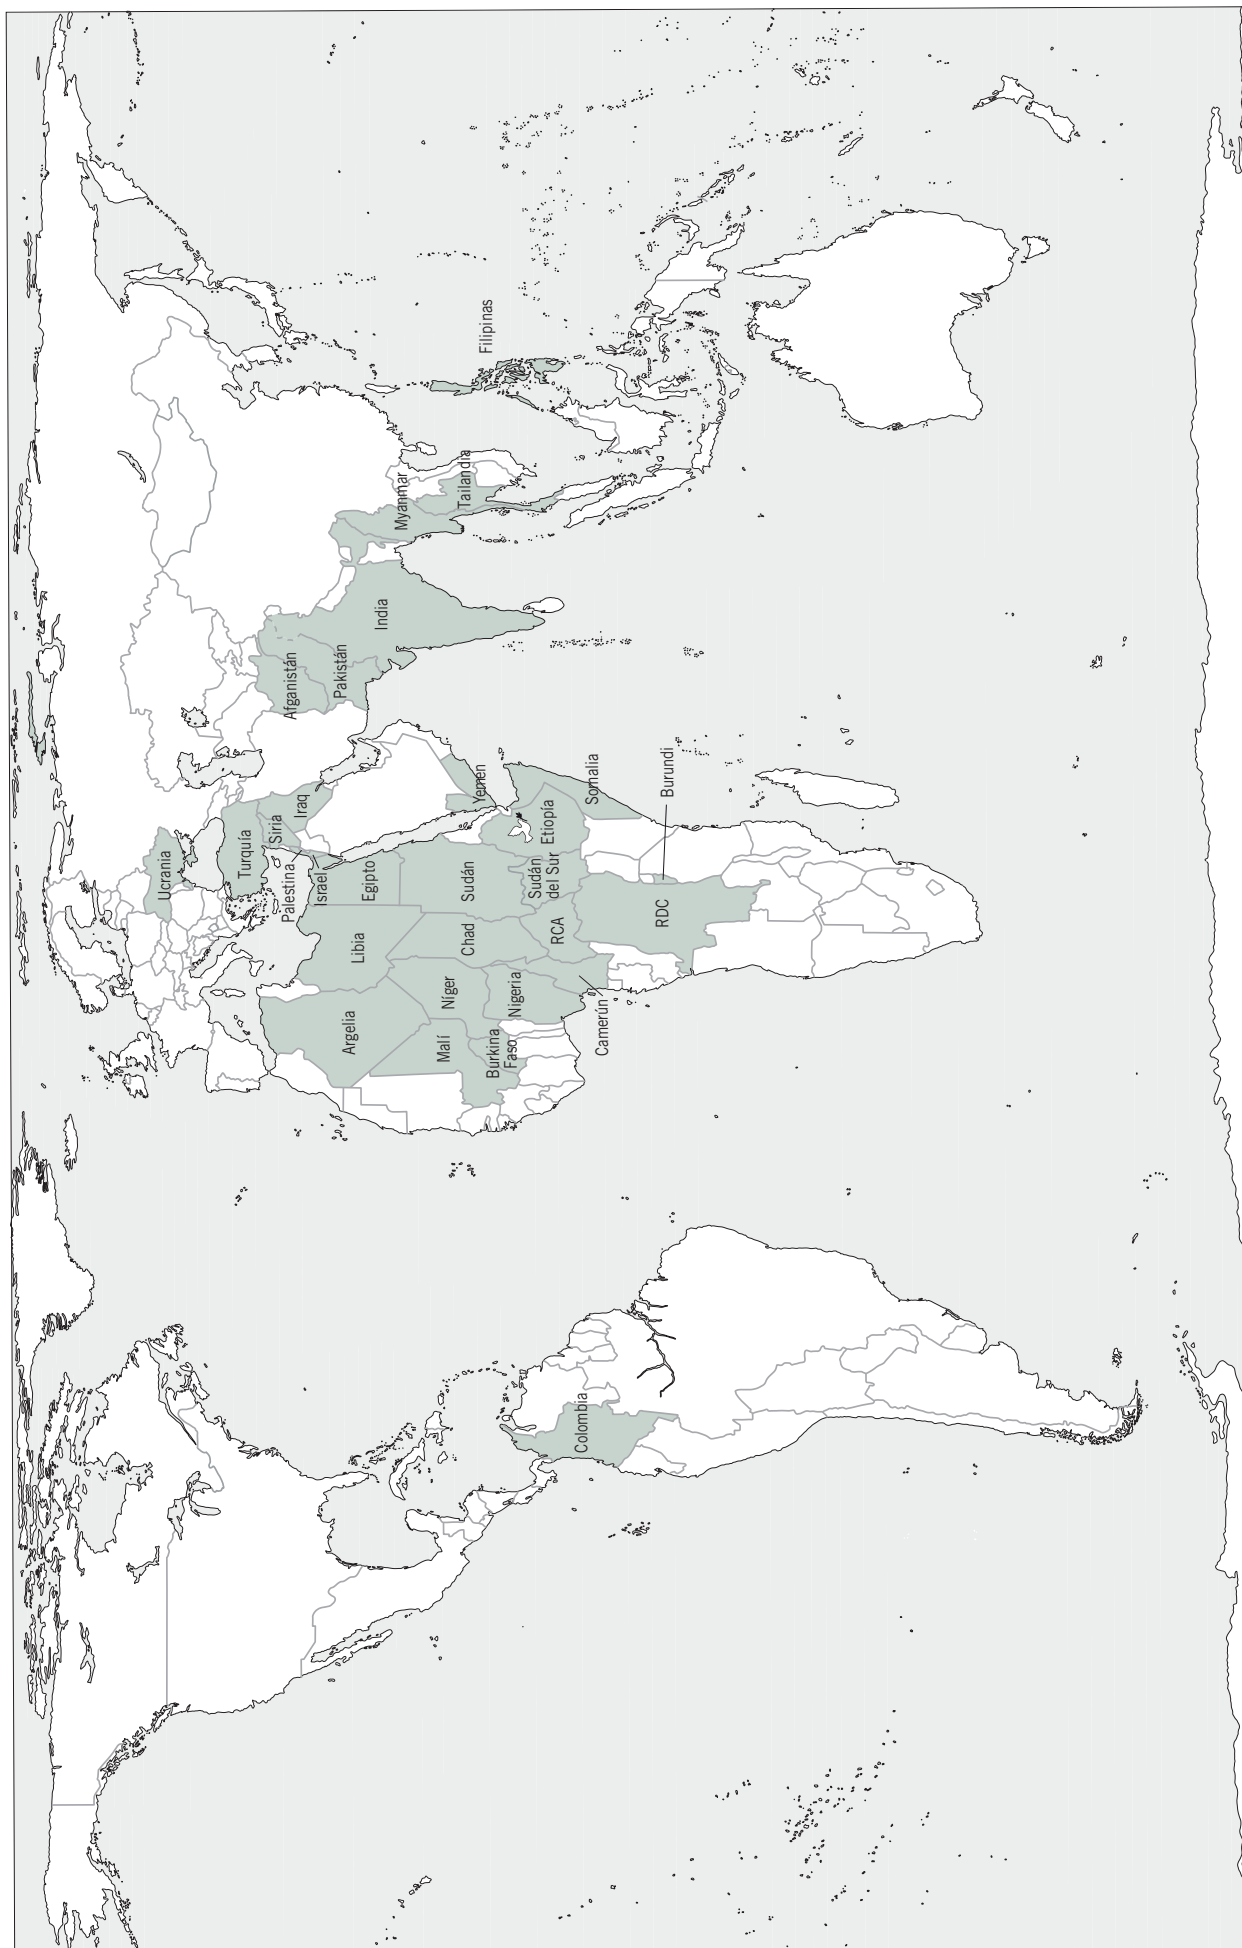 Ucrania
Turquía
Siria
Iraq
Palestina
Israel
Egipto
Libia
Argelia
Malí
Níger
Chad
Sudán
Yemen
Burkina
Faso
Nigeria
Camerún
RCA
Sudán
del Sur
Etiopía
Somalia
RDC
Burundi
Afganistán
Pakistán
India
Myanmar
Tailandia
Filipinas
Colombia